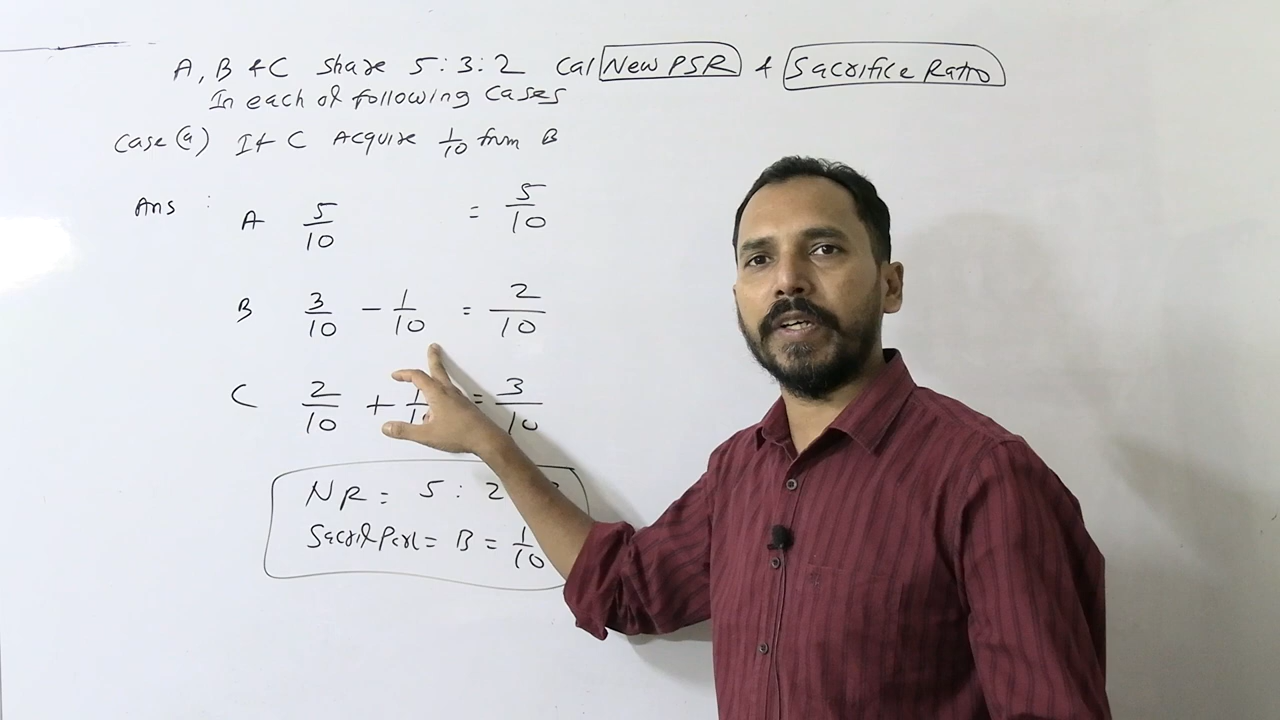 A, B & C Share 5:3:2 Cal New PSR & Sacrifice Ratio
In each of following Cases
Case (a) If C Acquire 1/10 from B
Ans : A 5/10 = 5/10
B 3/10 - 1/10 = 2/10
C 2/10 + 1/10 = 3/10
NR = 5 : 2
B = 1/10